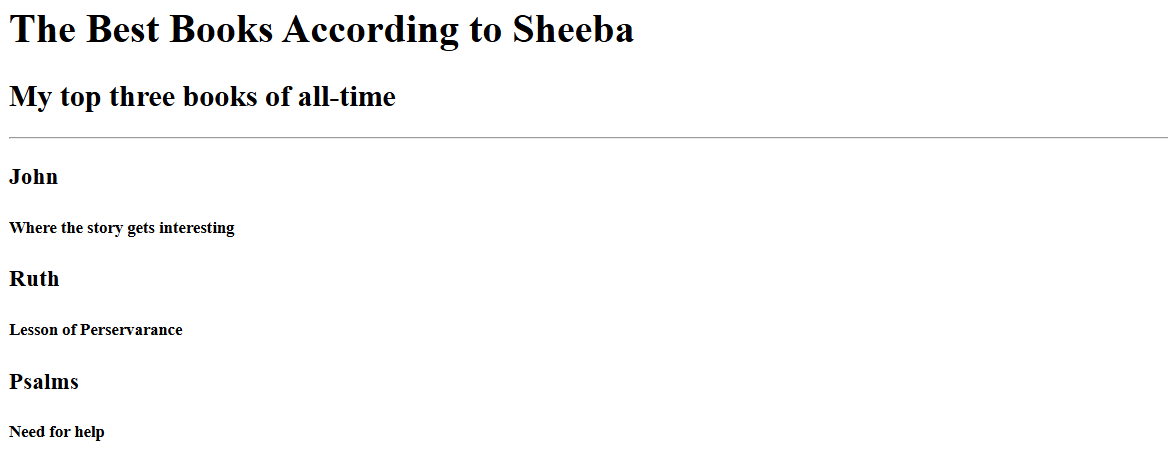 The Best Books According to Sheeba
My top three books of all-time
John
Where the story gets interesting
Ruth
Lesson of Perservarance
Psalms
Need for help